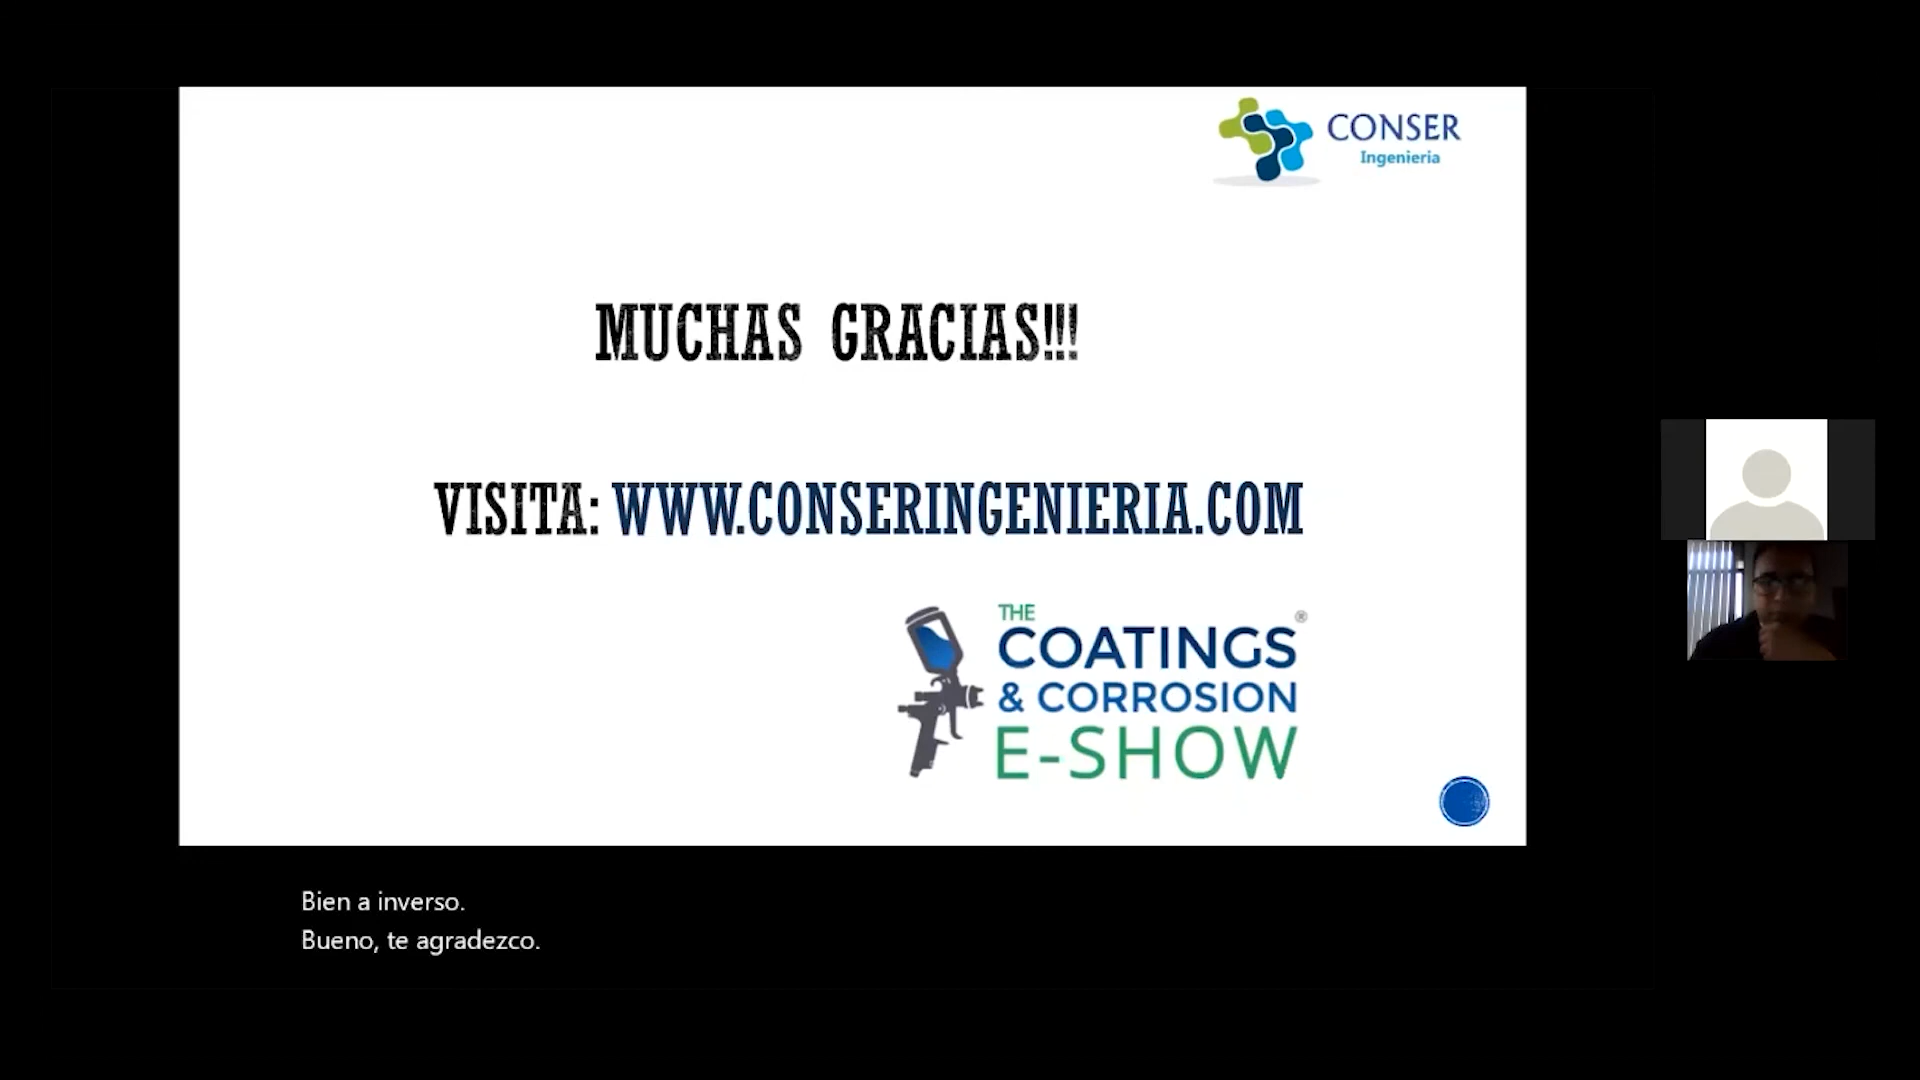 CONSER
Ingenieria
MUCHAS GRACIAS!!!
VISITA: WWW.CONSERINGENIERIA.COM
THE
COATINGS ®
& CORROSION
E-SHOW
Bien a inverso.
Bueno, te agradezco.